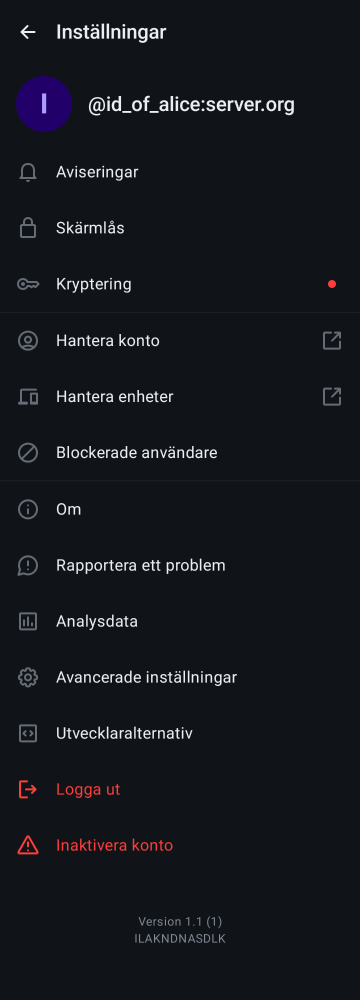 Inställningar
I
@id_of_alice:server.org
Aviseringar
Skärmlås
Kryptering
Hantera konto
Hantera enheter
Blockerade användare
Om
Rapportera ett problem
Analysdata
Avancerade inställningar
Utvecklaralternativ
Logga ut
Inaktivera konto
Version 1.1 (1)
ILAKNDNASDLK